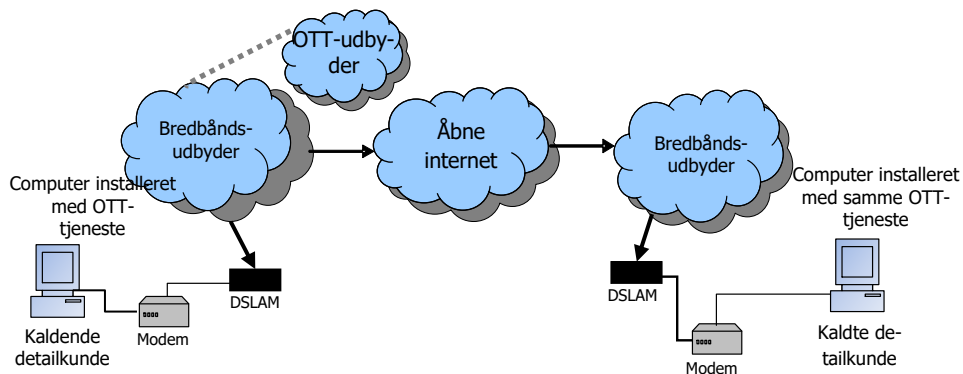 OTT-udby-
der
Bredbånds-
udbyder
Åbne
internet
Bredbånds-
udbyder
Computer installeret
med OTT-
tjeneste
Computer installeret
med samme OTT-
tjeneste
DSLAM
DSLAM
Kaldende
detailkunde
Modem
Modem
Kaldte de-
tailkunde